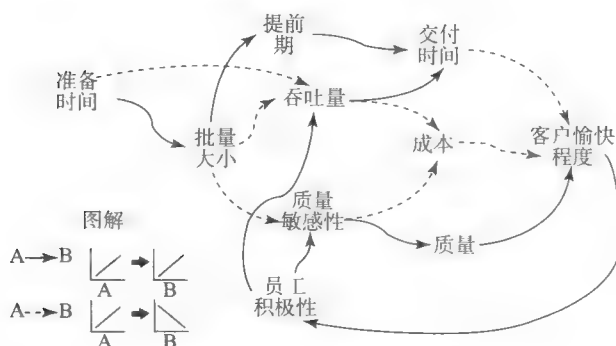 提前
期
交付
时间
准备
时间
吞吐量
批量
大小
成本
客户愉快
程度
质量
敏感性
质量
员工
积极性
图解
A B
A
B
A B
A
B